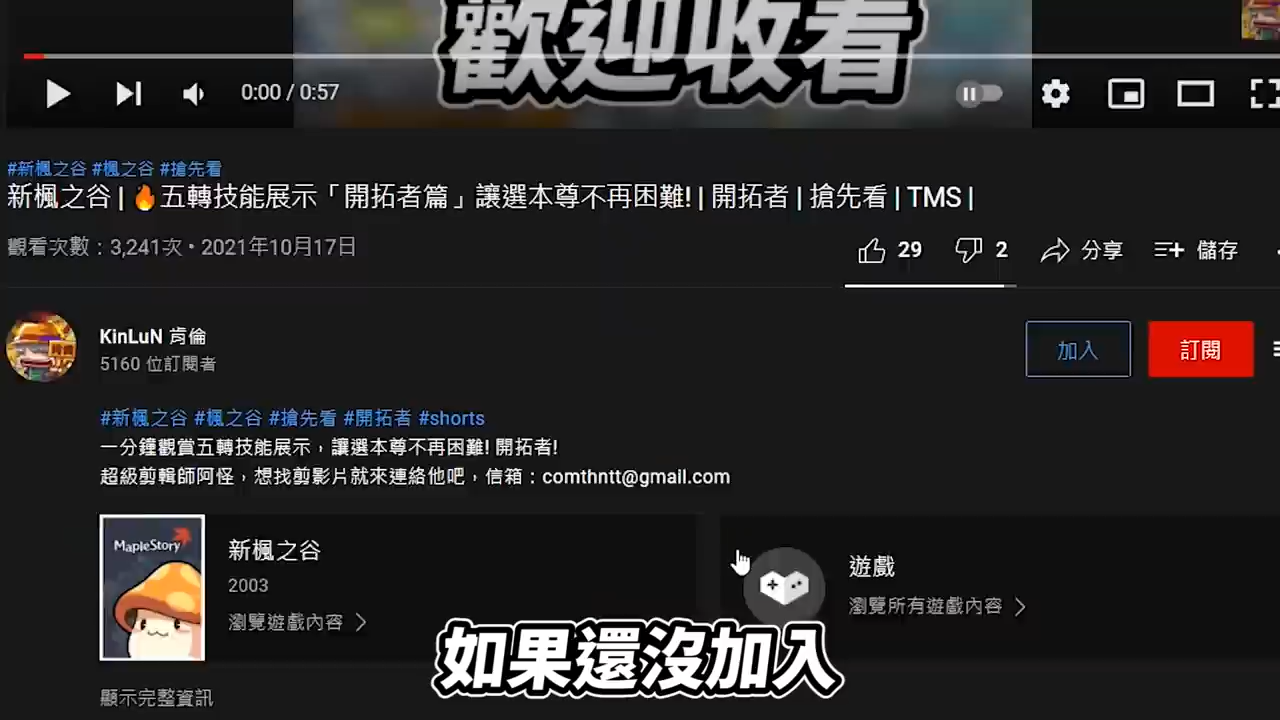 歡迎收看
0:00 / 0:57
#新楓之谷 #楓之谷 #搶先看
新楓之谷 | 🔥五轉技能展示「開拓者篇」讓選本尊不再困難! | 開拓者 | 搶先看 | TMS |
觀看次數：3,241次 • 2021年10月17日
29
2
分享
儲存
KinLuN 肯倫
5160 位訂閱者
加入
訂閱
#新楓之谷 #楓之谷 #搶先看 #開拓者 #shorts
一分鐘觀賞五轉技能展示，讓選本尊不再困難! 開拓者!
超級剪輯師阿怪，想找剪影片就來連絡他吧，信箱：comthntt@gmail.com
MapleStory
新楓之谷
2003
瀏覽遊戲內容
遊戲
瀏覽所有遊戲內容
如果還沒加入
顯示完整資訊